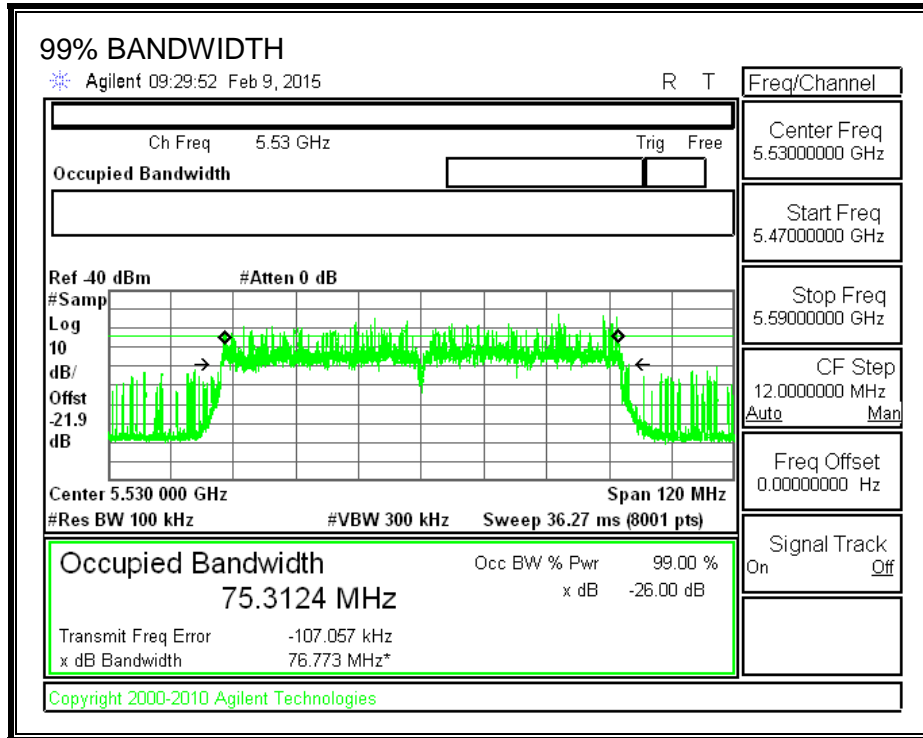 99% BANDWIDTH
Agilent 09:29:52 Feb 9, 2015 R T
Freq/Channel
Ch Freq 5.53 GHz Trig Free
Occupied Bandwidth
Center Freq
5.53000000 GHz
Start Freq
5.47000000 GHz
Stop Freq
5.59000000 GHz
CF Step
12.0000000 MHz
Auto Man
Freq Offset
0.00000000 Hz
Signal Track
On Off
Ref -40 dBm #Atten 0 dB
#Samp
Log
10
dB/
Offst
-21.9
dB
Center 5.530 000 GHz Span 120 MHz
#Res BW 100 kHz #VBW 300 kHz Sweep 36.27 ms (8001 pts)
Occupied Bandwidth Occ BW % Pwr 99.00 %
75.3124 MHz x dB -26.00 dB
Transmit Freq Error -107.057 kHz
x dB Bandwidth 76.773 MHz*
Copyright 2000-2010 Agilent Technologies